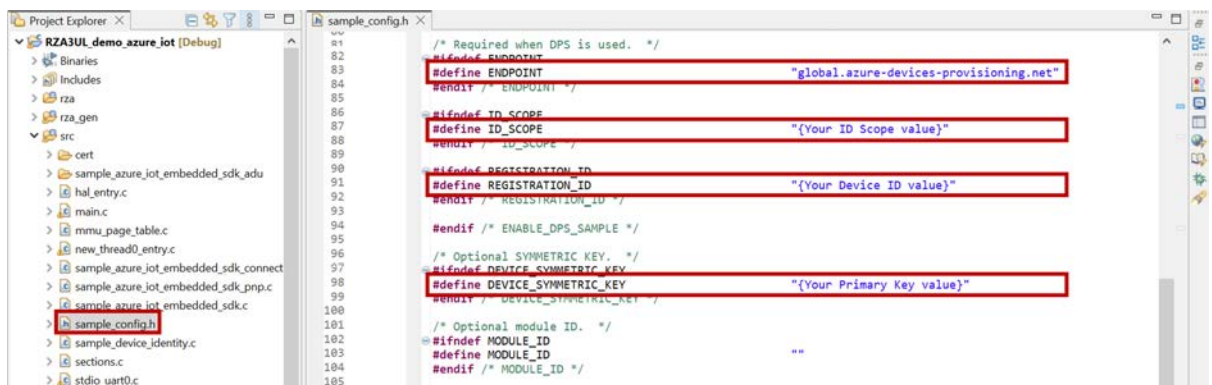 Project Explorer
RZA3UL_demo_azure_iot [Debug]
Binaries
Includes
rza
rza_gen
src
cert
sample_azure_iot_embedded_sdk_adu
hal_entry.c
main.c
mmu_page_table.c
new_thread0_entry.c
sample_azure_iot_embedded_sdk_connect
sample_azure_iot_embedded_sdk_pnp.c
sample_azure_iot_embedded_sdk.c
sample_config.h
sample_device_identity.c
sections.c
stdio_uart0.c
sample_config.h
81 /* Required when DPS is used. */
82 #ifndef ENDPOINT
83 #define ENDPOINT "global.azure-devices-provisioning.net"
84 #endif /* ENDPOINT */
85
86 #ifndef ID_SCOPE
87 #define ID_SCOPE "{Your ID Scope value}"
88 #endif /* ID_SCOPE */
89
90 #ifndef REGISTRATION_ID
91 #define REGISTRATION_ID "{Your Device ID value}"
92 #endif /* REGISTRATION_ID */
93
94 #endif /* ENABLE_DPS_SAMPLE */
95
96 /* Optional SYMMETRIC KEY. */
97 #ifndef DEVICE_SYMMETRIC_KEY
98 #define DEVICE_SYMMETRIC_KEY "{Your Primary Key value}"
99 #endif /* DEVICE_SYMMETRIC_KEY */
100
101 /* Optional module ID. */
102 #ifndef MODULE_ID
103 #define MODULE_ID ""
104 #endif /* MODULE_ID */
105